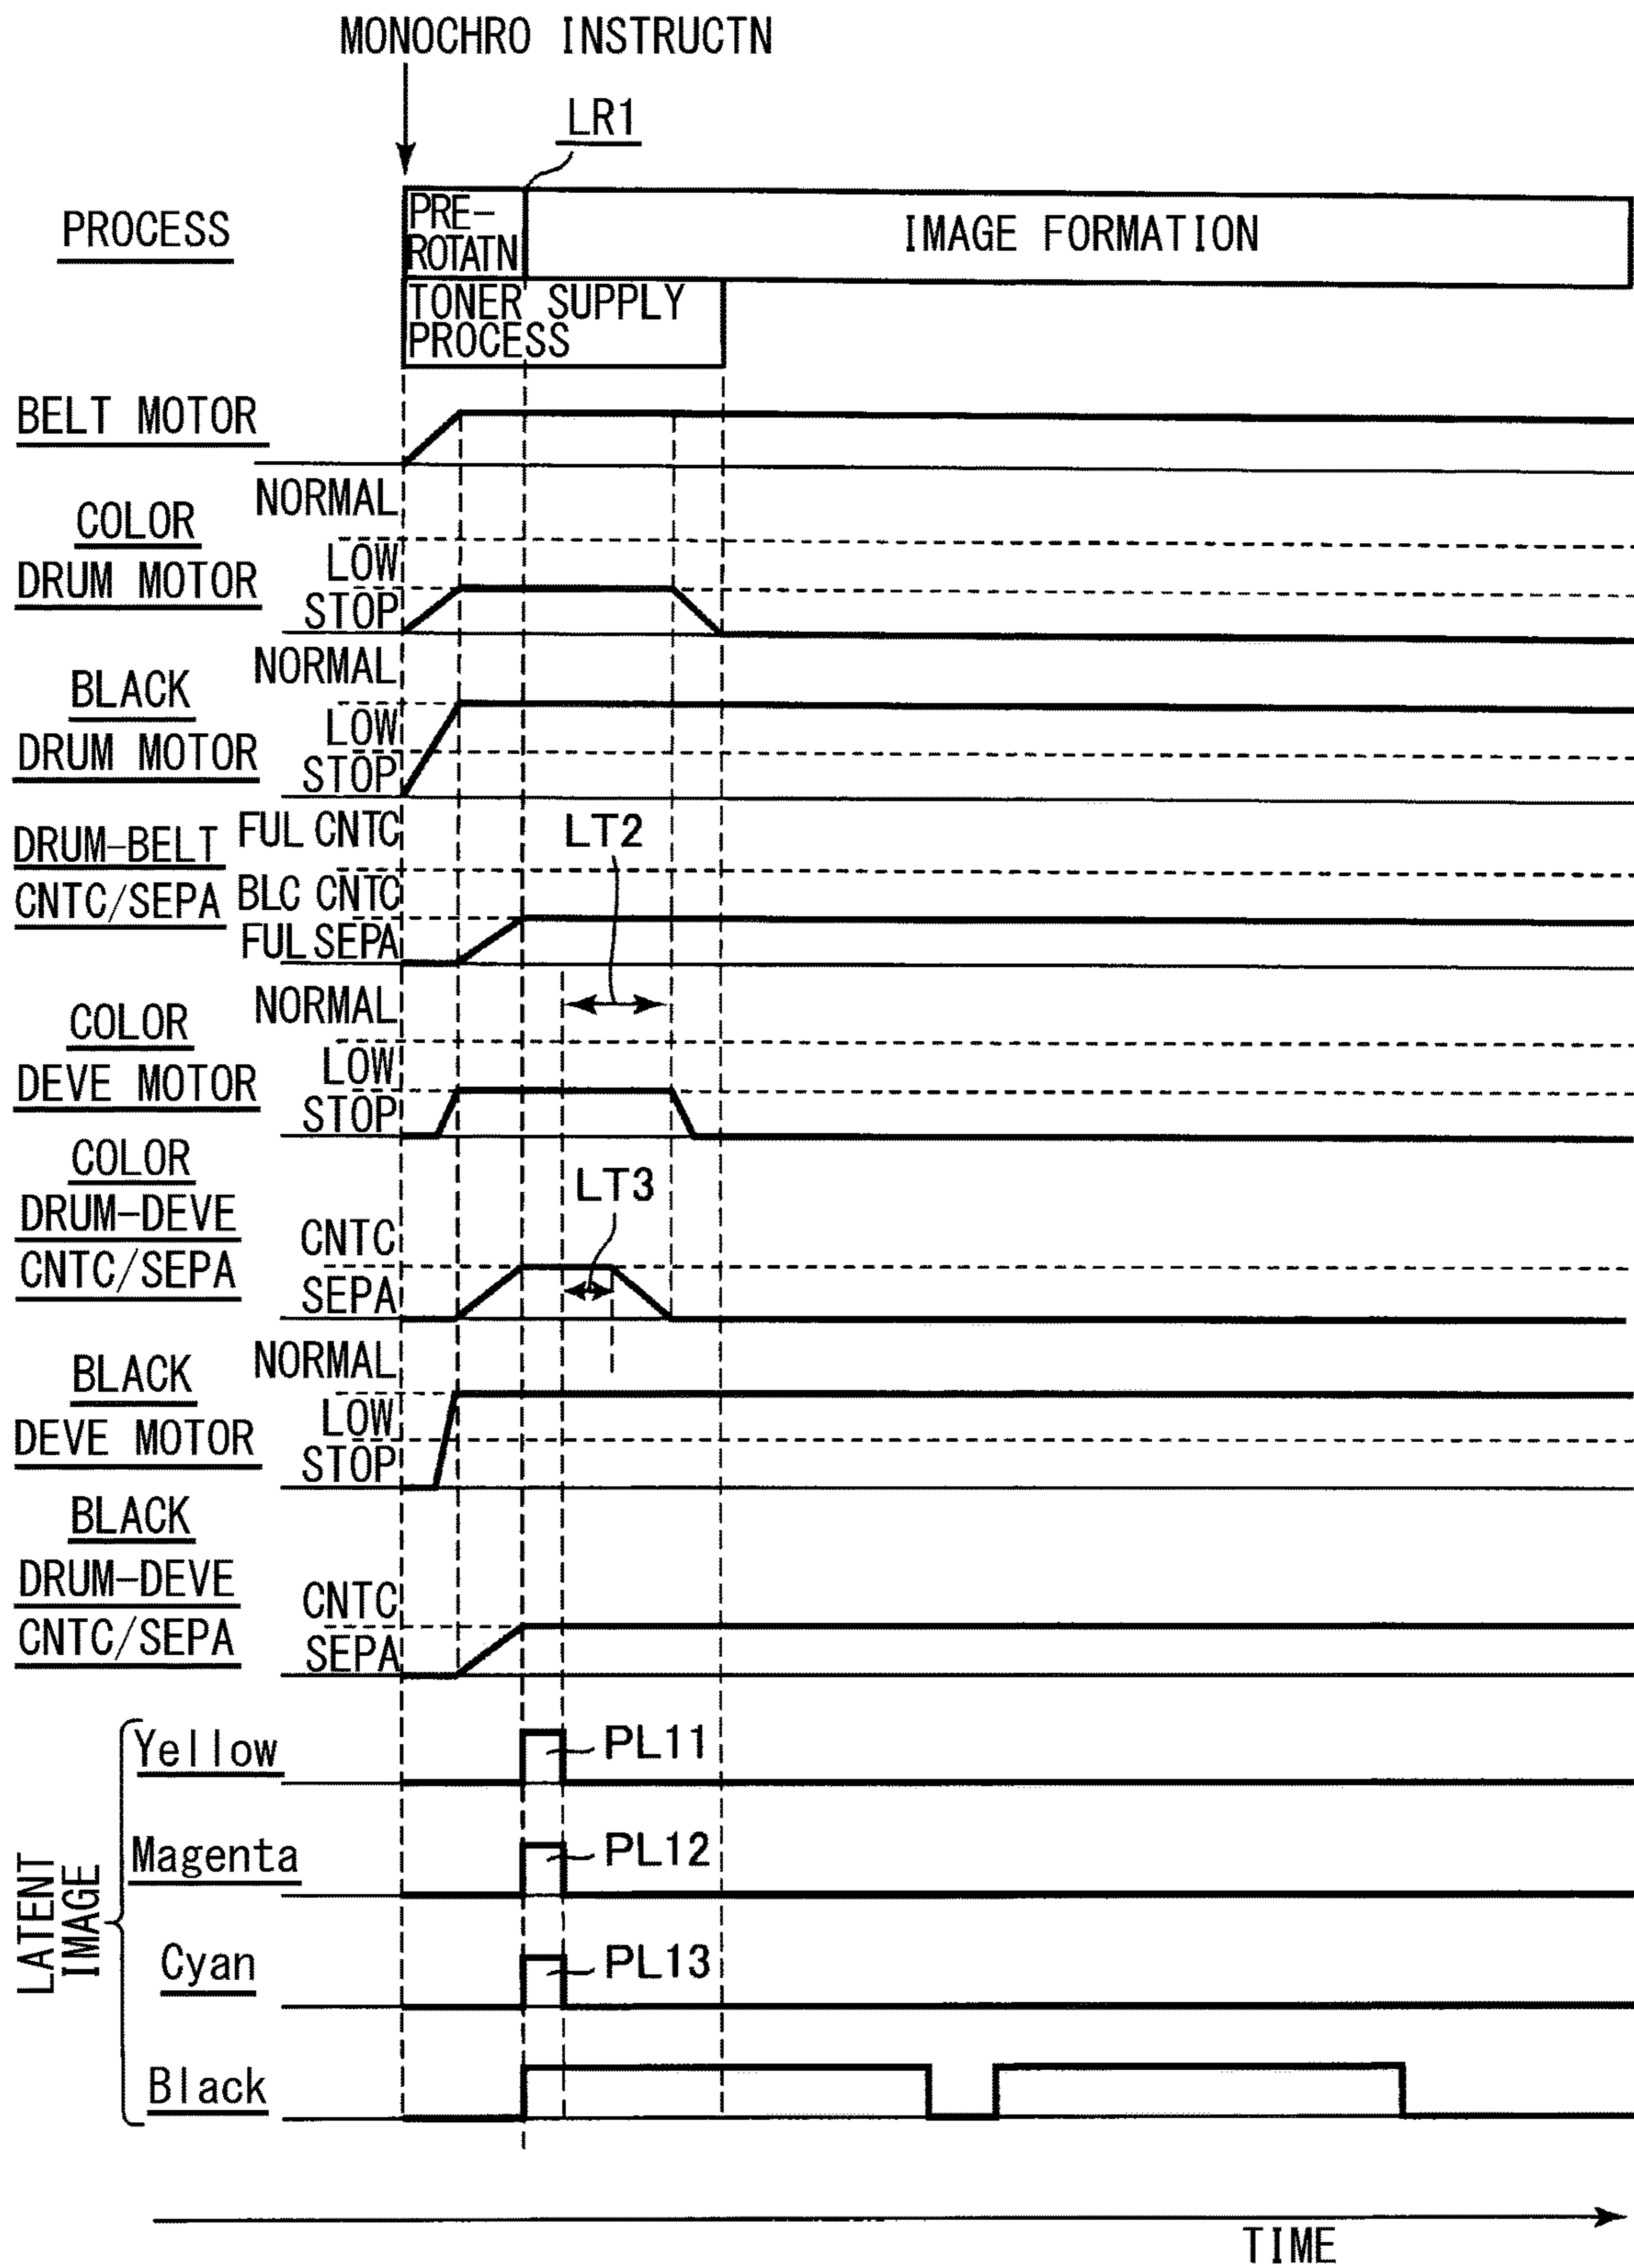 MONOCHRO INSTRUCTN
LR1
PROCESS
PRE-
ROTATN
IMAGE FORMATION
TONER SUPPLY
PROCESS
BELT MOTOR
NORMAL
COLOR
DRUM MOTOR
LOW
STOP
NORMAL
BLACK
DRUM MOTOR
LOW
STOP
DRUM-BELT
CNTC/SEPA
FUL CNTC
BLC CNTC
FUL SEPA
LT2
NORMAL
COLOR
DEVE MOTOR
LOW
STOP
COLOR
DRUM-DEVE
CNTC/SEPA
LT3
CNTC
SEPA
NORMAL
BLACK
DEVE MOTOR
LOW
STOP
BLACK
DRUM-DEVE
CNTC/SEPA
CNTC
SEPA
LATENT
IMAGE
Yellow
PL11
Magenta
PL12
Cyan
PL13
Black
TIME